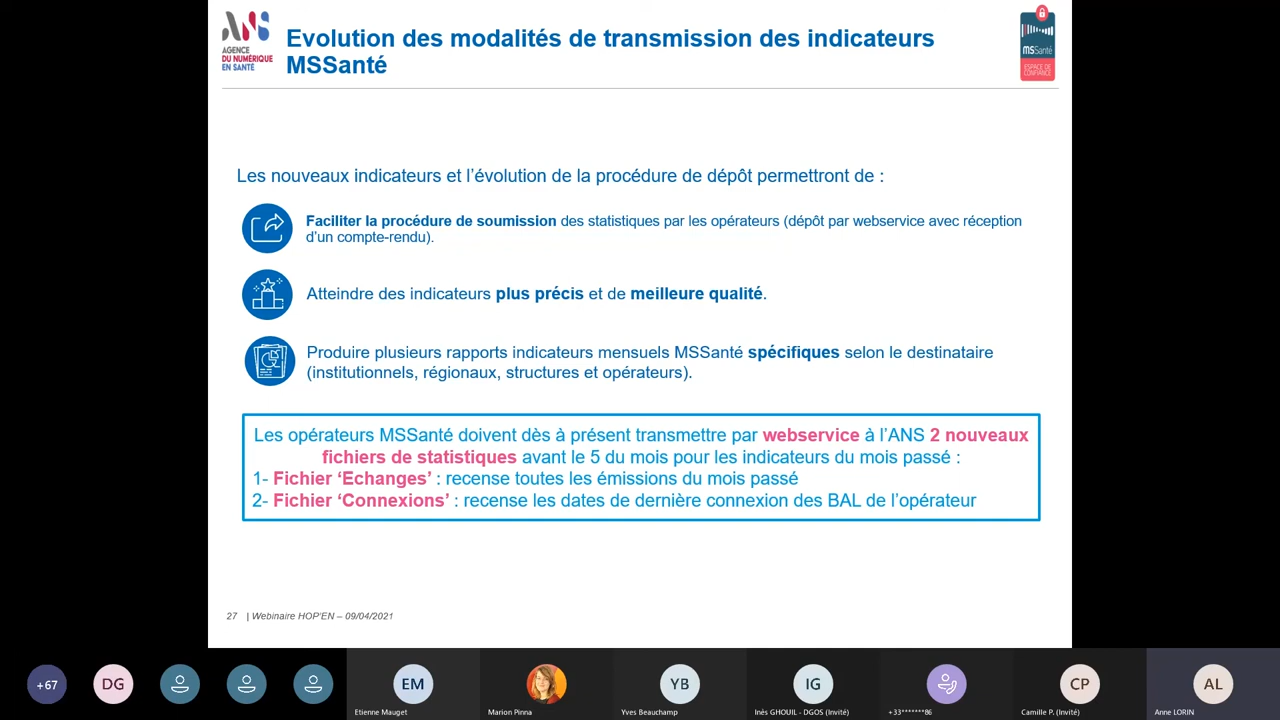 ANS
AGENCE
DU NUMÉRIQUE
EN SANTÉ
Evolution des modalités de transmission des indicateurs
MSSanté
msSanté
ESPACE DE
CONFIANCE
Les nouveaux indicateurs et l’évolution de la procédure de dépôt permettront de :
Faciliter la procédure de soumission des statistiques par les opérateurs (dépôt par webservice avec réception
d’un compte-rendu).
Atteindre des indicateurs plus précis et de meilleure qualité.
Produire plusieurs rapports indicateurs mensuels MSSanté spécifiques selon le destinataire
(institutionnels, régionaux, structures et opérateurs).
Les opérateurs MSSanté doivent dès à présent transmettre par webservice à l’ANS 2 nouveaux
fichiers de statistiques avant le 5 du mois pour les indicateurs du mois passé :
1- Fichier ‘Echanges’ : recense toutes les émissions du mois passé
2- Fichier ‘Connexions’ : recense les dates de dernière connexion des BAL de l’opérateur
27 | Webinaire HOP’EN – 09/04/2021
+67
DG
EM
YB
IG
CP
AL
Etienne Mauget
Marion Pinna
Yves Beauchamp
Inès GHOUIL - DGOS (Invité)
+33*******86
Camille P. (Invité)
Anne LORIN